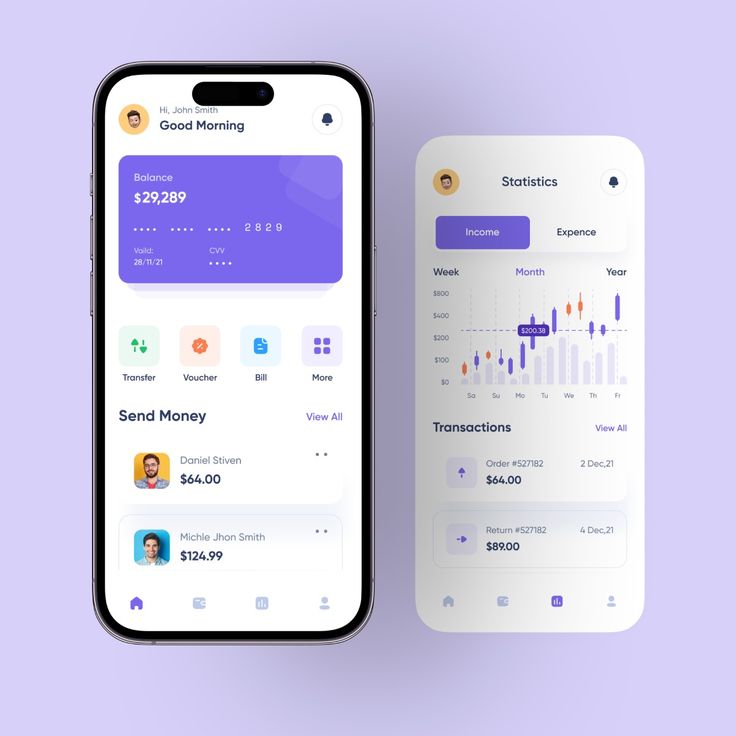 Hi, John Smith
Good Morning
Balance
$29,289
•••• •••• •••• 2829
Vaild:
CVV
28/11/21
••••
Transfer
Voucher
Bill
More
Send Money
View All
Daniel Stiven
$64.00
Michle Jhon Smith
$124.99
Statistics
Income
Expence
Week
Month
Year
$800
$400
$200
$100
$0
$200.38
Sa
Su
Mo
Tu
We
Th
Fr
Transactions
View All
Order #527182
2 Dec,21
$64.00
Return #527182
4 Dec,21
$89.00